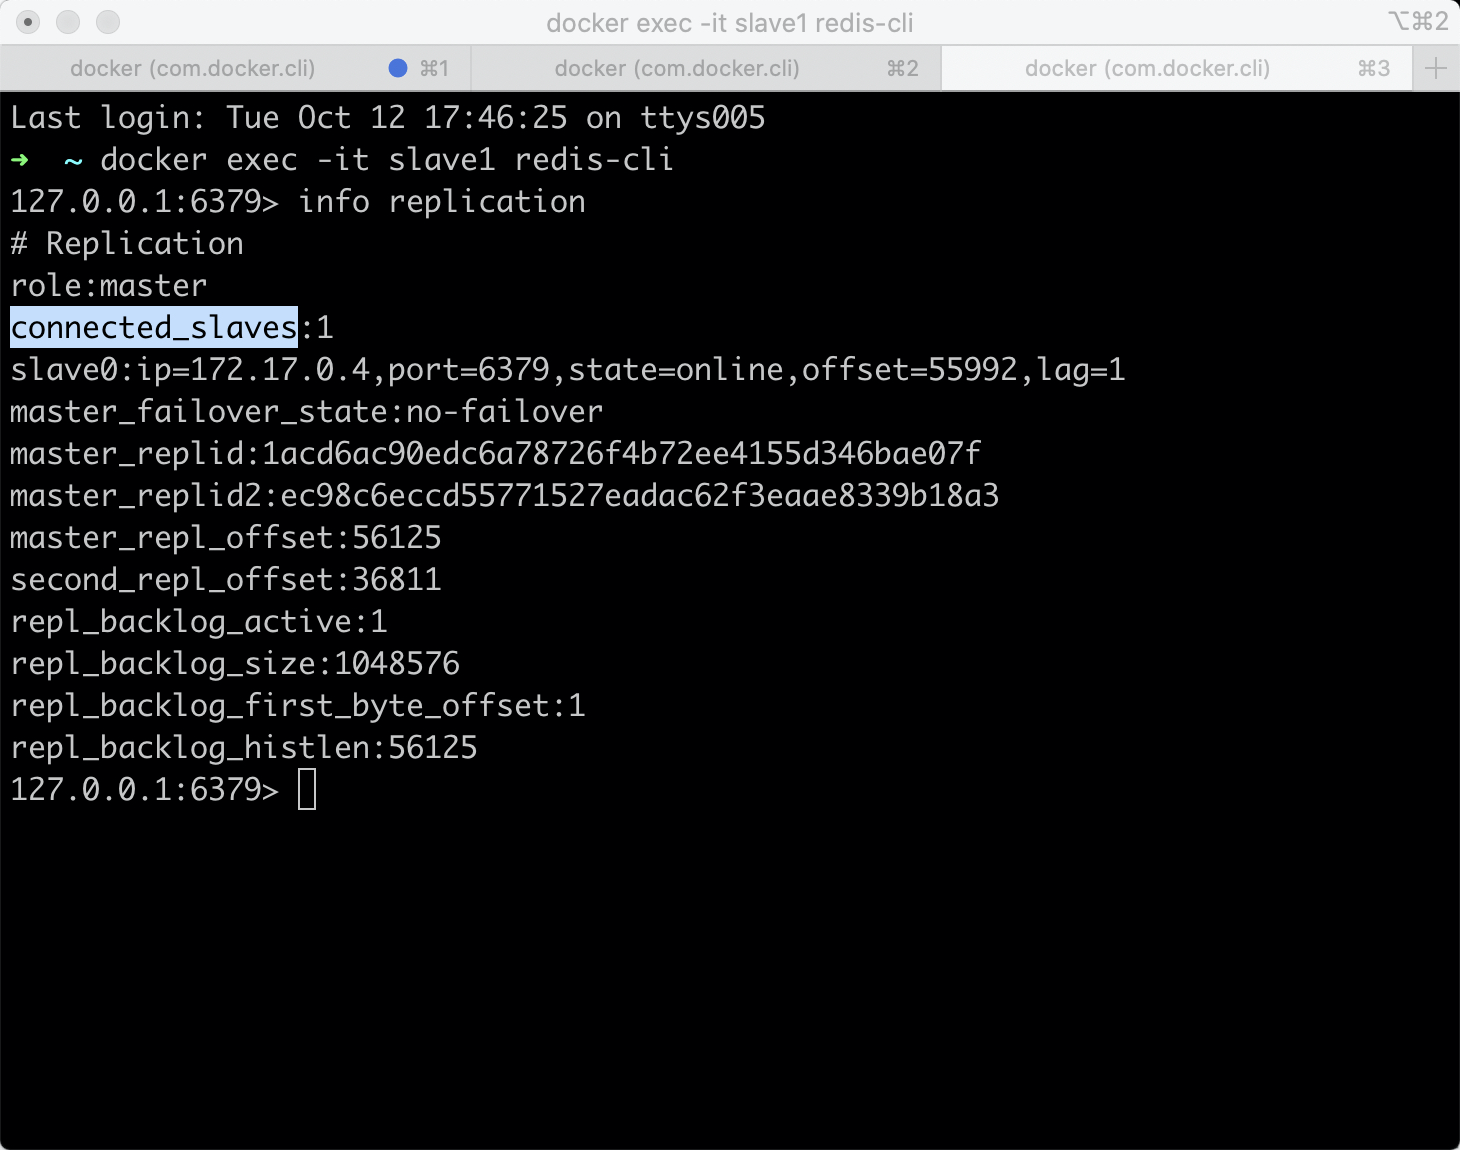 docker exec -it slave1 redis-cli
⌥⌘2
docker (com.docker.cli) ⌘1
docker (com.docker.cli) ⌘2
docker (com.docker.cli) ⌘3
Last login: Tue Oct 12 17:46:25 on ttys005
➜ ~ docker exec -it slave1 redis-cli
127.0.0.1:6379> info replication
# Replication
role:master
connected_slaves:1
slave0:ip=172.17.0.4,port=6379,state=online,offset=55992,lag=1
master_failover_state:no-failover
master_replid:1acd6ac90edc6a78726f4b72ee4155d346bae07f
master_replid2:ec98c6eccd55771527eadac62f3eaae8339b18a3
master_repl_offset:56125
second_repl_offset:36811
repl_backlog_active:1
repl_backlog_size:1048576
repl_backlog_first_byte_offset:1
repl_backlog_histlen:56125
127.0.0.1:6379>